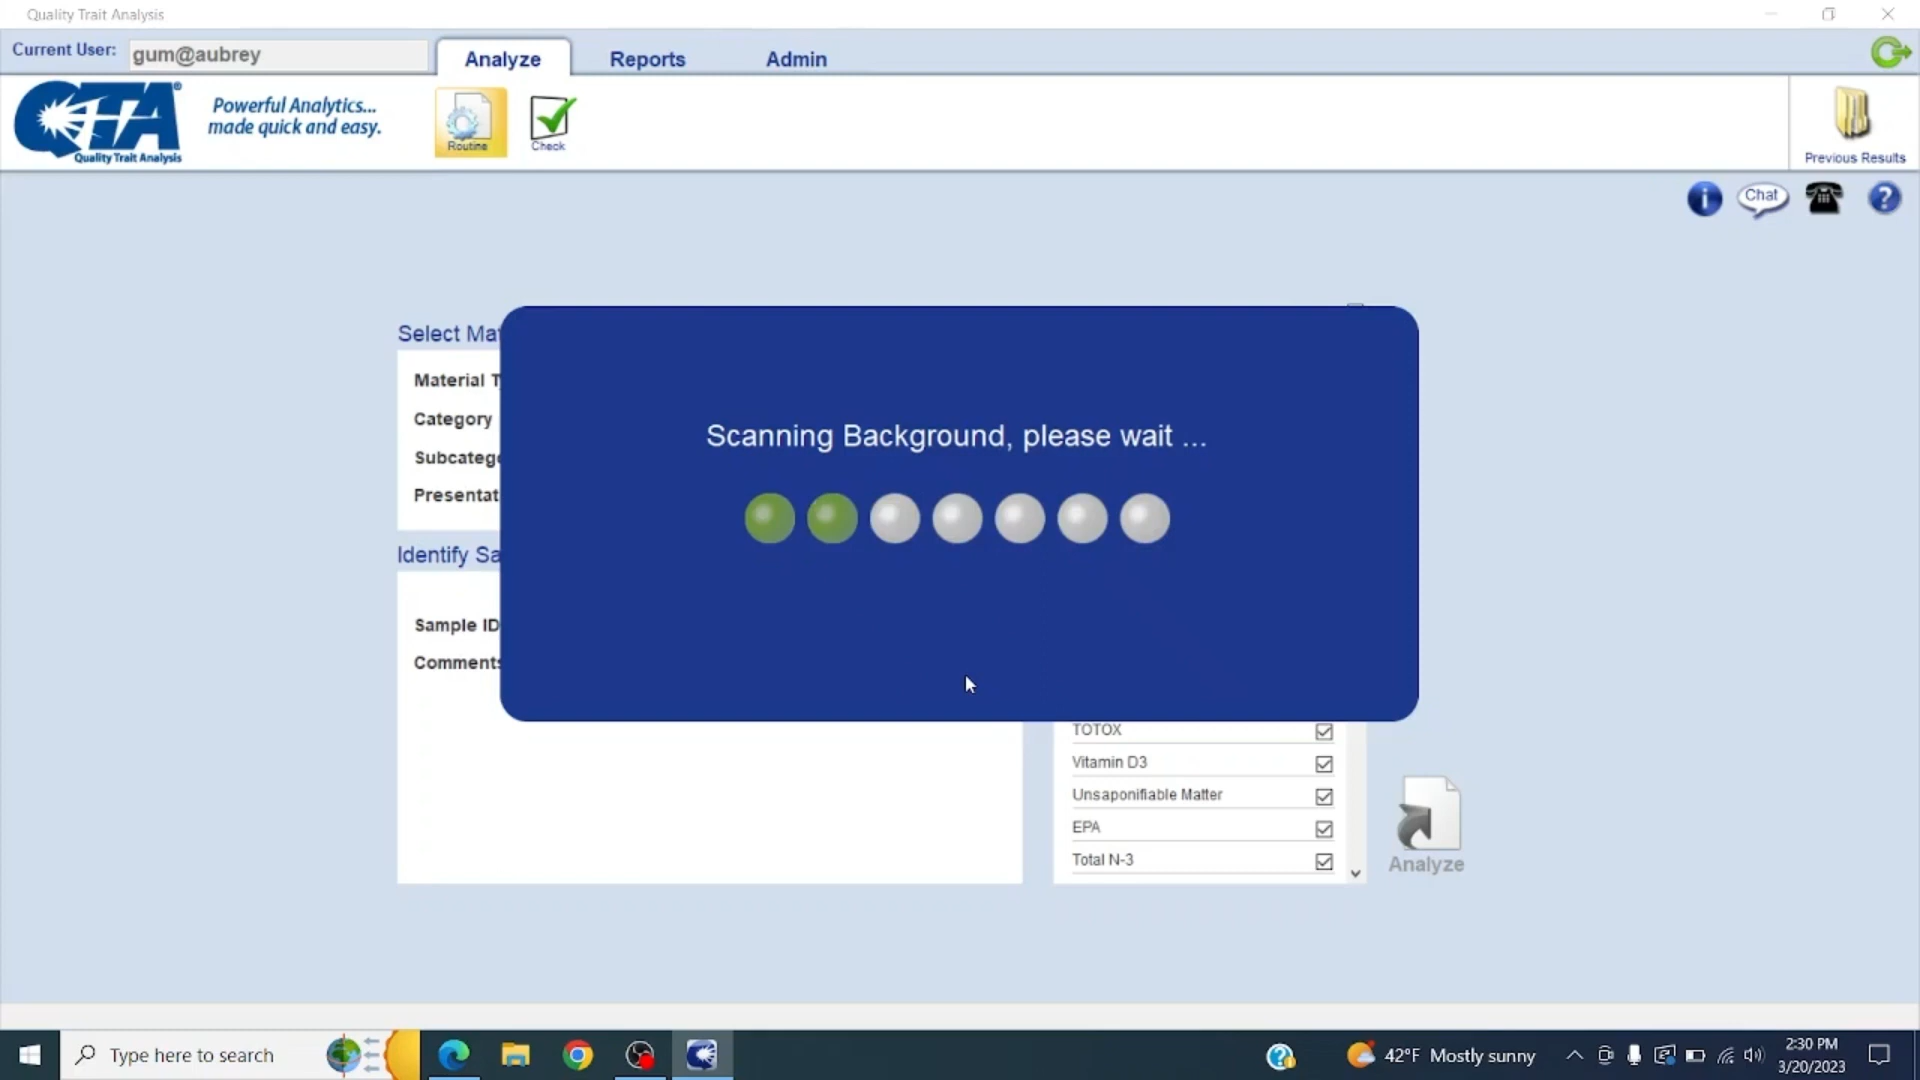 Quality Trait Analysis
Current User: gum@aubrey
Analyze
Reports
Admin
QTA®
Quality Trait Analysis
Powerful Analytics...
made quick and easy.
Routine
Check
Previous Results
i
Chat
?
Select Mat
Material T
Category
Subcatego
Presentat
Identify Sa
Sample ID
Comments
Scanning Background, please wait ...
TOTOX
Vitamin D3
Unsaponifiable Matter
EPA
Total N-3
Analyze
Type here to search
42°F Mostly sunny
2:30 PM
3/20/2023